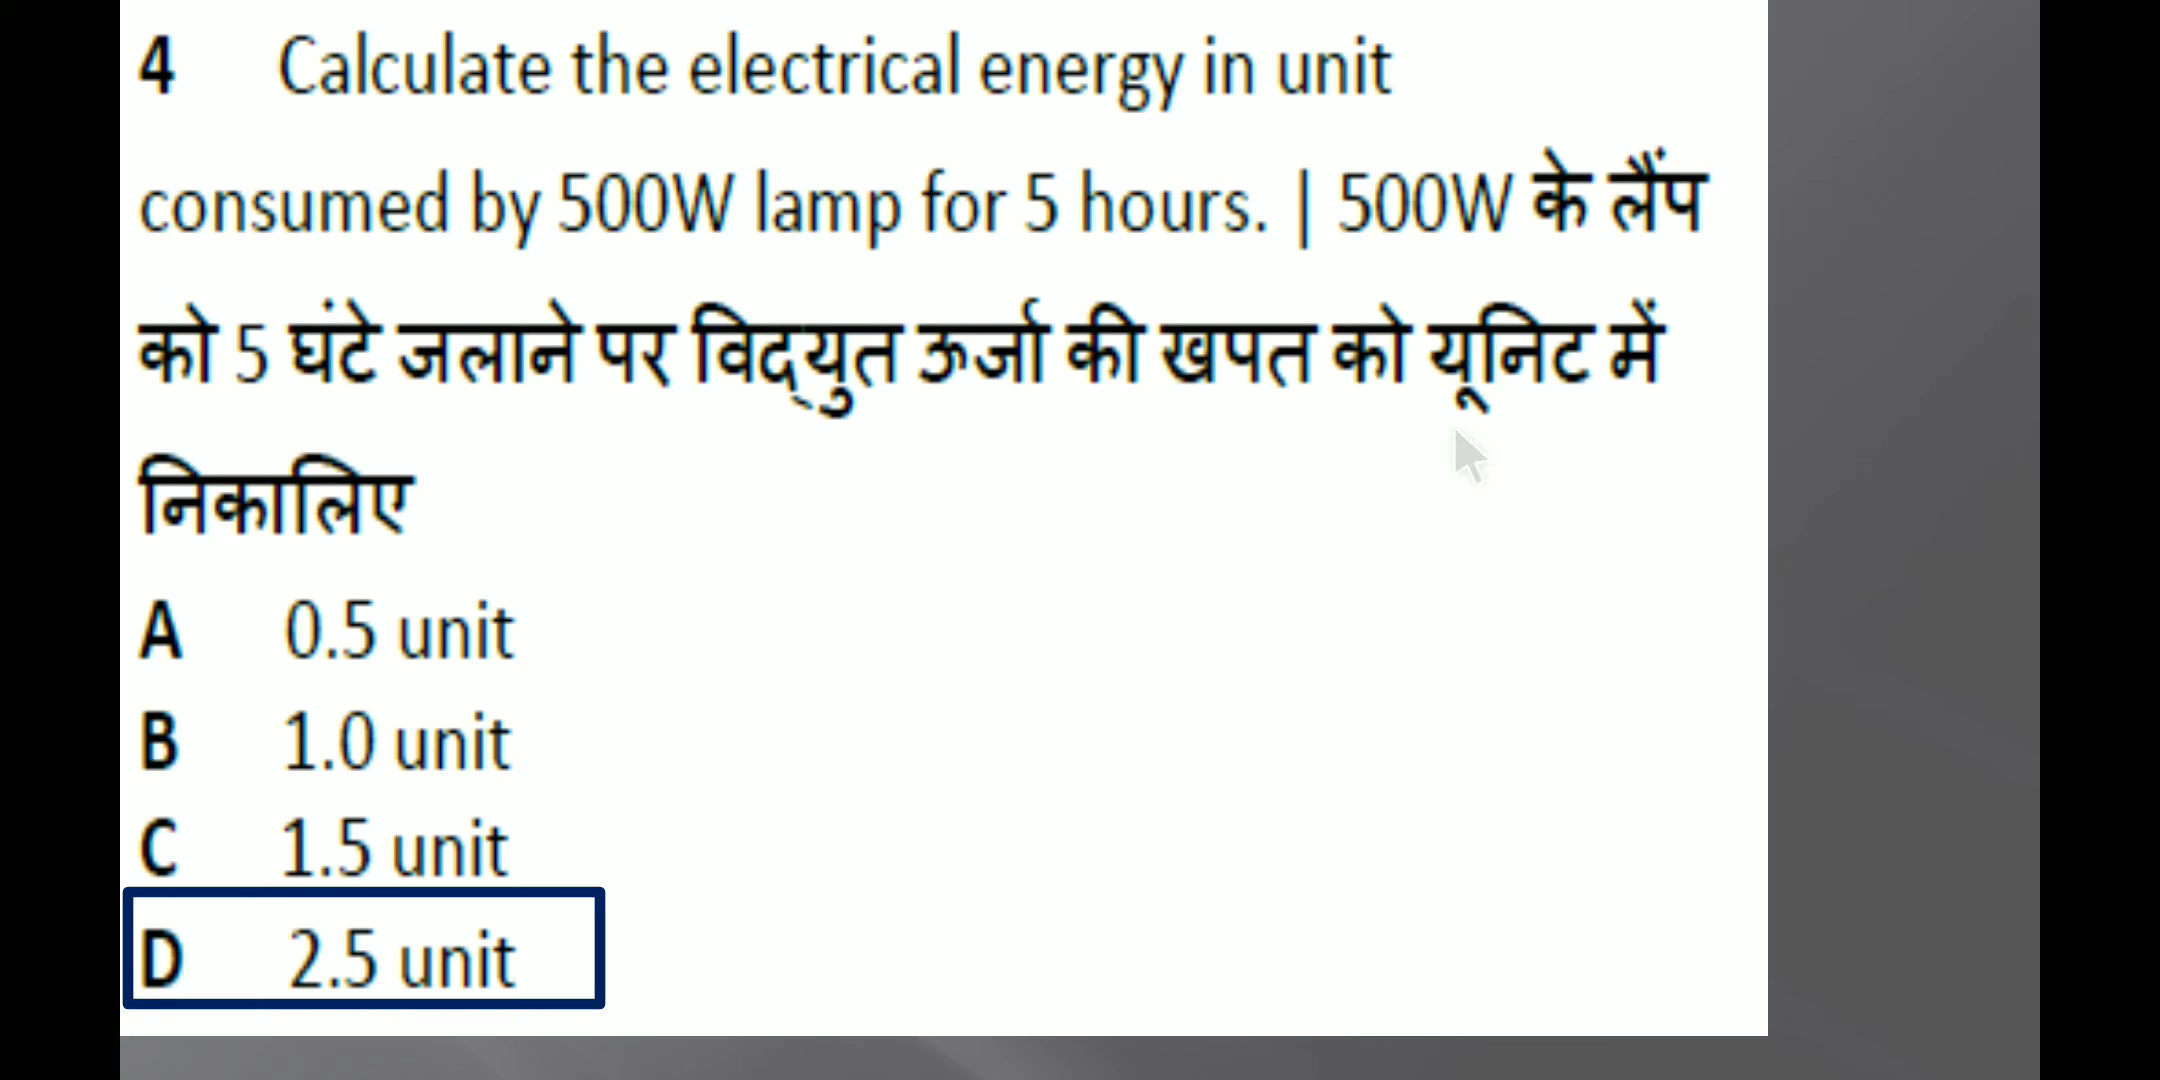 4 Calculate the electrical energy in unit
consumed by 500W lamp for 5 hours. | 500W के लैंप
को 5 घंटे जलाने पर विद्‌युत ऊर्जा की खपत को यूनिट में
निकालिए
A 0.5 unit
B 1.0 unit
C 1.5 unit
D 2.5 unit